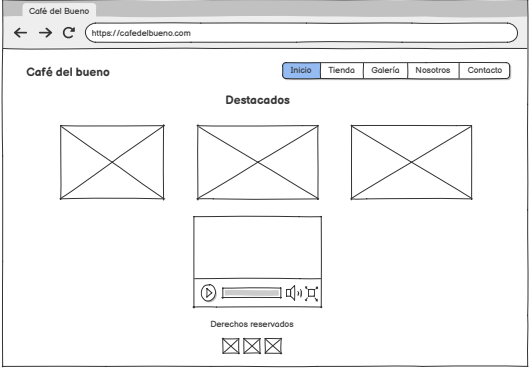 Café del Bueno
https://cafedelbueno.com
Café del bueno
Inicio Tienda Galería Nosotros Contacto
Destacados
Derechos reservados